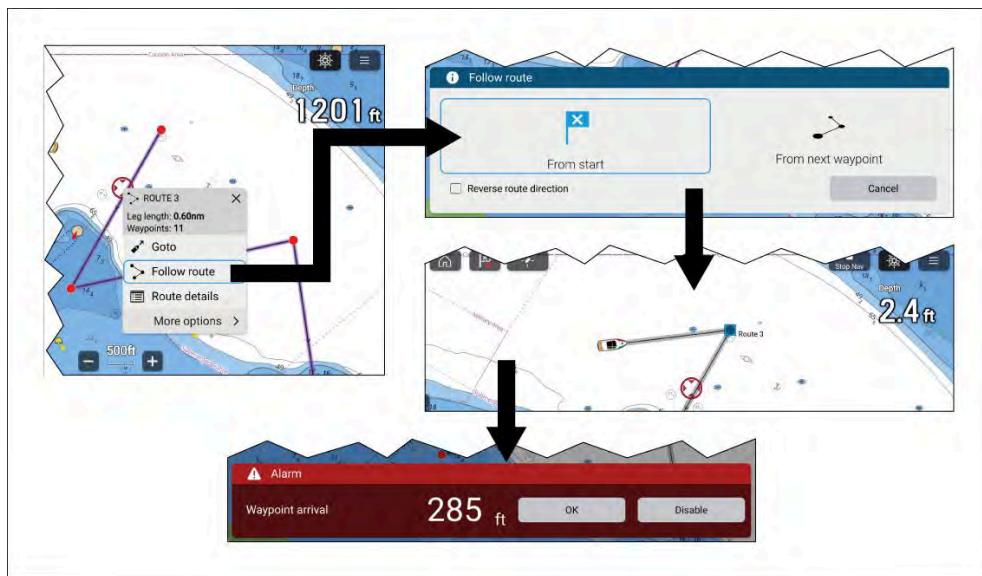 Caution Area
Depth
1201 ft
ROUTE 3
Leg length: 0.60nm
Waypoints: 11
Goto
Follow route
Route details
More options
500ft
Follow route
From start
From next waypoint
Reverse route direction
Cancel
Stop Nav
Depth
2.4 ft
Route 3
Alarm
Waypoint arrival
285 ft
OK
Disable